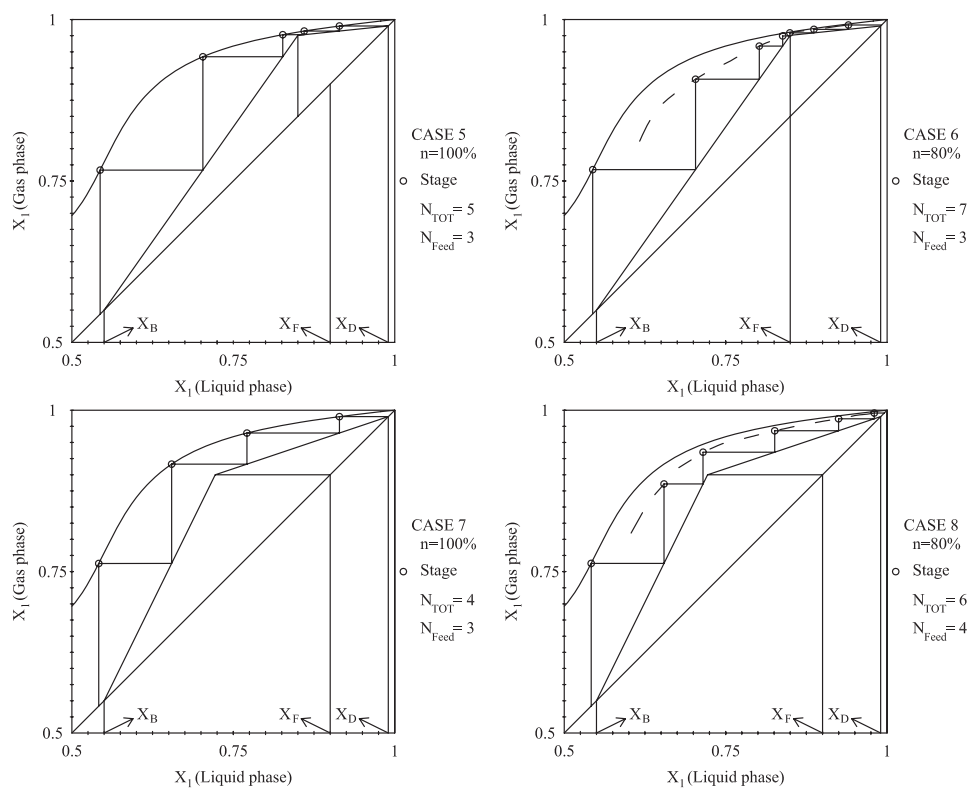 1
0.75
0.5
X1 (Gas phase)
0.5
0.75
1
X1 (Liquid phase)
XB
XF
XD
CASE 5
n=100%
Stage
NTOT= 5
NFeed= 3
1
0.75
0.5
X1 (Gas phase)
0.5
0.75
1
X1 (Liquid phase)
XB
XF
XD
CASE 6
n=80%
Stage
NTOT= 7
NFeed= 3
1
0.75
0.5
X1 (Gas phase)
0.5
0.75
1
X1 (Liquid phase)
XB
XF
XD
CASE 7
n=100%
Stage
NTOT= 4
NFeed= 3
1
0.75
0.5
X1 (Gas phase)
0.5
0.75
1
X1 (Liquid phase)
XB
XF
XD
CASE 8
n=80%
Stage
NTOT= 6
NFeed= 4